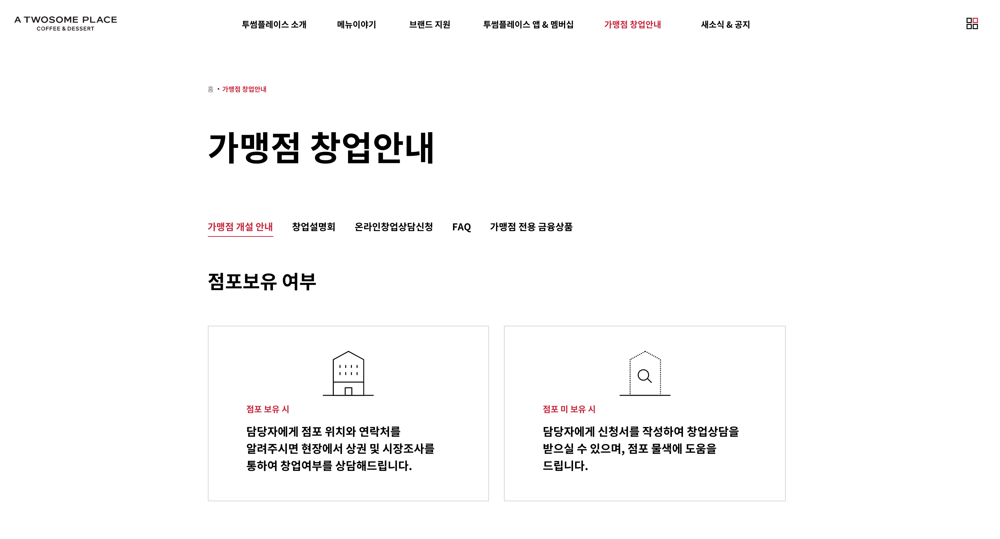 A TWOSOME PLACE
COFFEE & DESSERT
투썸플레이스 소개 메뉴이야기 브랜드 지원 투썸플레이스 앱 & 멤버십 가맹점 창업안내 새소식 & 공지
홈 ▪ 가맹점 창업안내
가맹점 창업안내
가맹점 개설 안내 창업설명회 온라인창업상담신청 FAQ 가맹점 전용 금융상품
점포보유 여부
점포 보유 시
담당자에게 점포 위치와 연락처를
알려주시면 현장에서 상권 및 시장조사를
통하여 창업여부를 상담해드립니다.
점포 미 보유 시
담당자에게 신청서를 작성하여 창업상담을
받으실 수 있으며, 점포 물색에 도움을
드립니다.